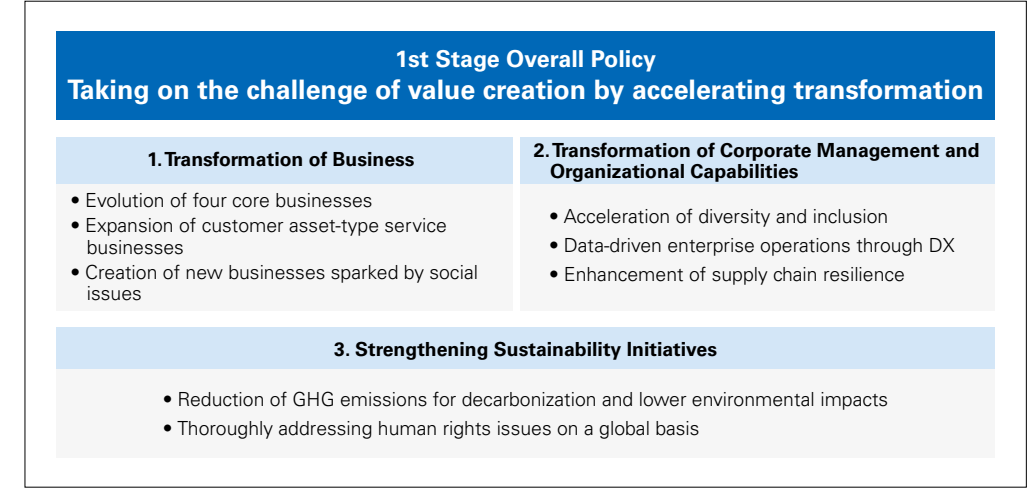 1st Stage Overall Policy
Taking on the challenge of value creation by accelerating transformation
1. Transformation of Business
• Evolution of four core businesses
• Expansion of customer asset-type service
businesses
• Creation of new businesses sparked by social
issues
2. Transformation of Corporate Management and
Organizational Capabilities
• Acceleration of diversity and inclusion
• Data-driven enterprise operations through DX
• Enhancement of supply chain resilience
3. Strengthening Sustainability Initiatives
• Reduction of GHG emissions for decarbonization and lower environmental impacts
• Thoroughly addressing human rights issues on a global basis